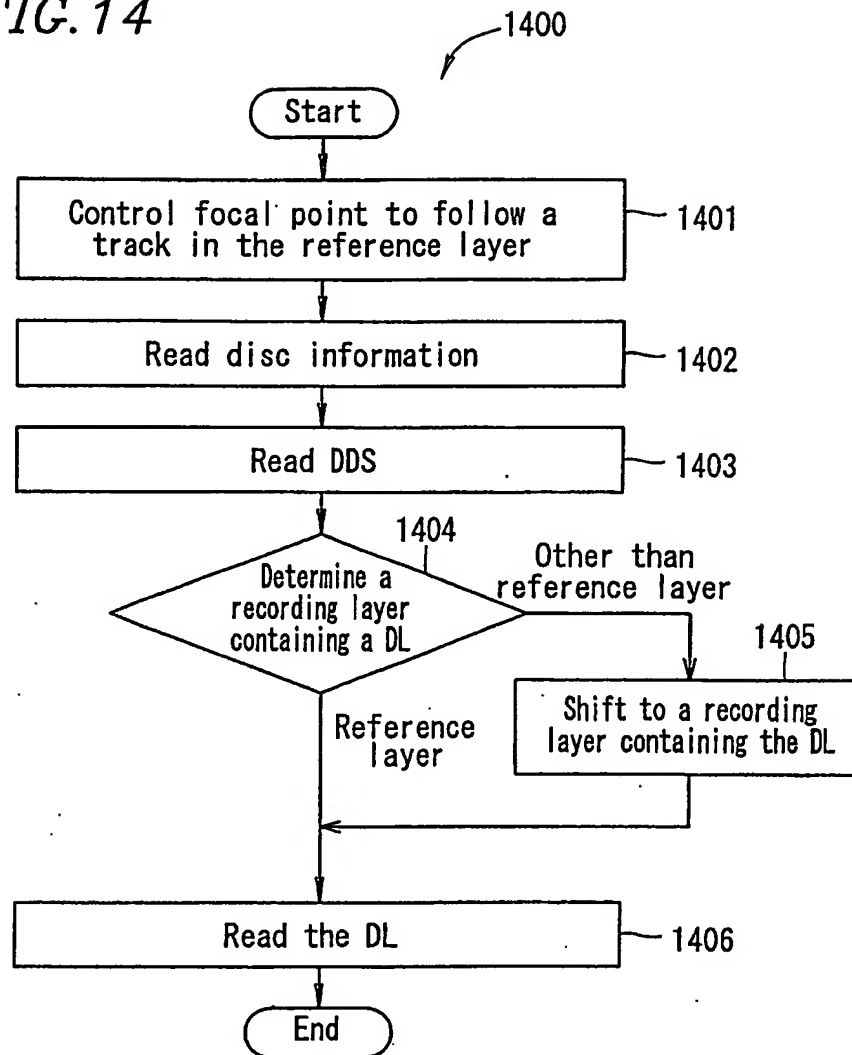 IG. 14
1400
Start
Control focal point to follow a
track in the reference layer
1401
Read disc information
1402
Read DDS
1403
1404
Determine a
recording layer
containing a DL
Other than
reference layer
1405
Shift to a recording
layer containing the DL
Reference
layer
Read the DL
1406
End